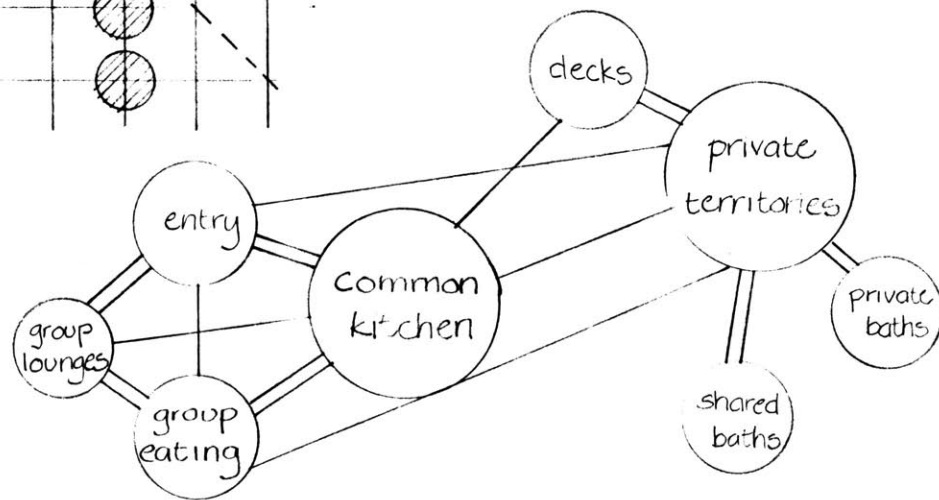 decks
private
territories
entry
common
kitchen
private
baths
group
lounges
group
eating
shared
baths